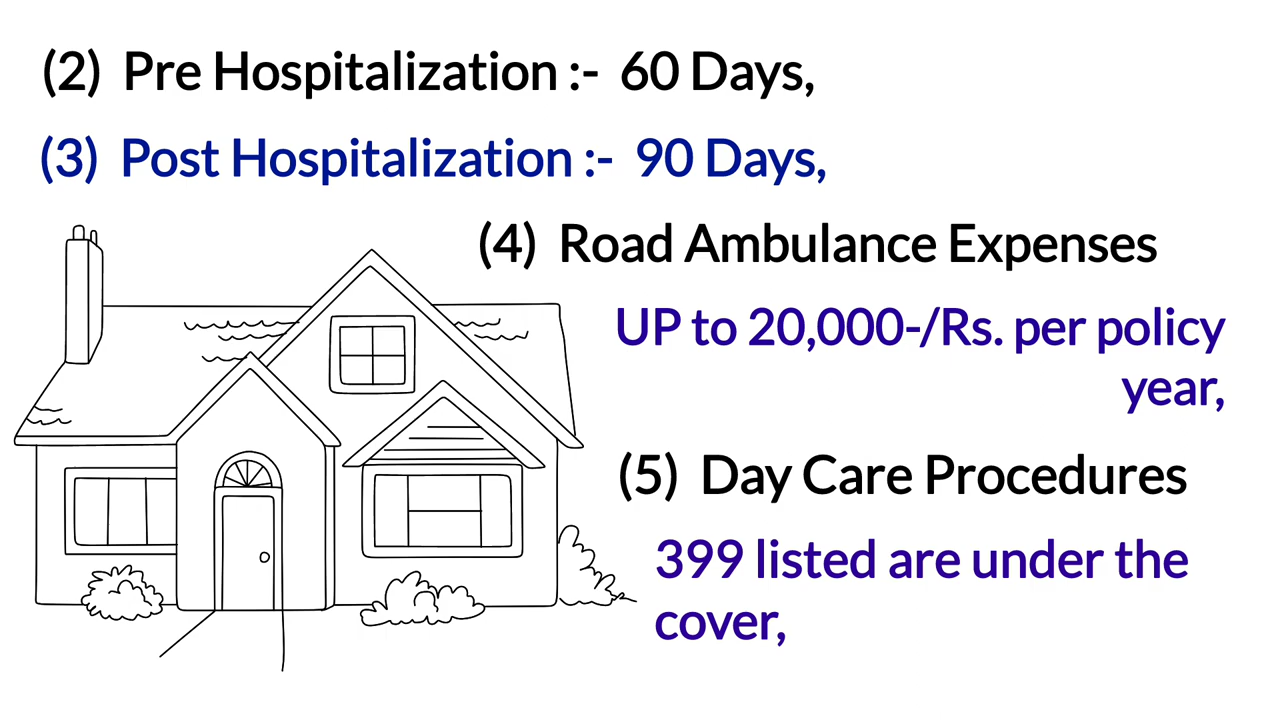 (2) Pre Hospitalization :- 60 Days,
(3) Post Hospitalization :- 90 Days,
(4) Road Ambulance Expenses
UP to 20,000-/Rs. per policy
year,
(5) Day Care Procedures
399 listed are under the
cover,